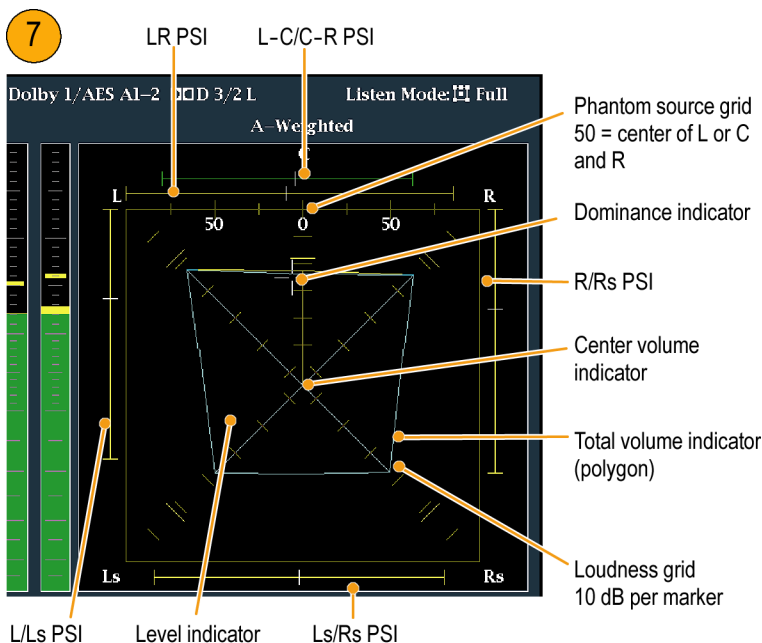 7
LR PSI
L-C/C-R PSI
Dolby 1/AES A1-2 D 3/2 L
Listen Mode: Full
A-Weighted
C
L
R
50
0
50
Ls
Rs
Phantom source grid
50 = center of L or C
and R
Dominance indicator
R/Rs PSI
Center volume
indicator
Total volume indicator
(polygon)
Loudness grid
10 dB per marker
L/Ls PSI
Level indicator
Ls/Rs PSI